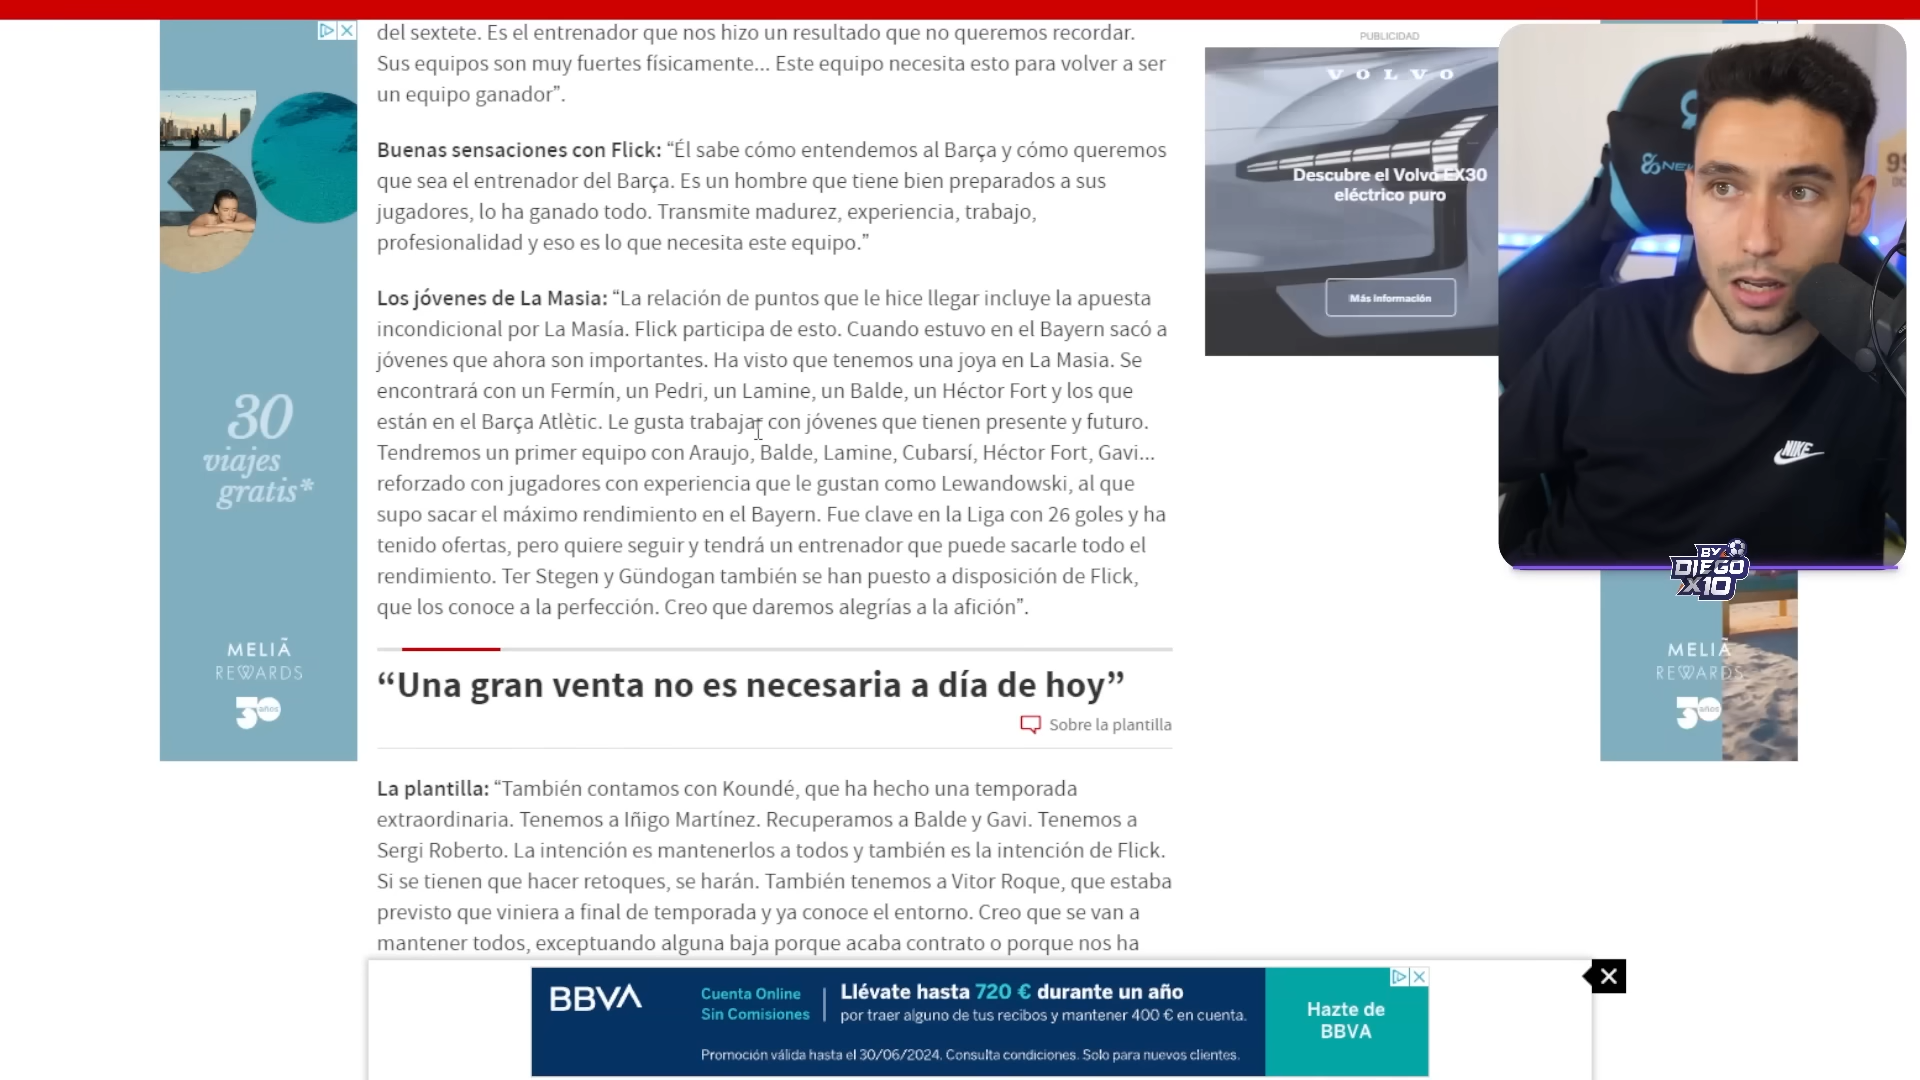 del sextete. Es el entrenador que nos hizo un resultado que no queremos recordar.
Sus equipos son muy fuertes físicamente... Este equipo necesita esto para volver a ser
un equipo ganador”.
Buenas sensaciones con Flick: “Él sabe cómo entendemos al Barça y cómo queremos
que sea el entrenador del Barça. Es un hombre que tiene bien preparados a sus
jugadores, lo ha ganado todo. Transmite madurez, experiencia, trabajo,
profesionalidad y eso es lo que necesita este equipo.”
Los jóvenes de La Masia: “La relación de puntos que le hice llegar incluye la apuesta
incondicional por La Masía. Flick participa de esto. Cuando estuvo en el Bayern sacó a
jóvenes que ahora son importantes. Ha visto que tenemos una joya en La Masia. Se
encontrará con un Fermín, un Pedri, un Lamine, un Balde, un Héctor Fort y los que
están en el Barça Atlètic. Le gusta trabajar con jóvenes que tienen presente y futuro.
Tendremos un primer equipo con Araujo, Balde, Lamine, Cubarsí, Héctor Fort, Gavi...
reforzado con jugadores con experiencia que le gustan como Lewandowski, al que
supo sacar el máximo rendimiento en el Bayern. Fue clave en la Liga con 26 goles y ha
tenido ofertas, pero quiere seguir y tendrá un entrenador que puede sacarle todo el
rendimiento. Ter Stegen y Gündogan también se han puesto a disposición de Flick,
que los conoce a la perfección. Creo que daremos alegrías a la afición”.
“Una gran venta no es necesaria a día de hoy”
Sobre la plantilla
La plantilla: “También contamos con Koundé, que ha hecho una temporada
extraordinaria. Tenemos a Iñigo Martínez. Recuperamos a Balde y Gavi. Tenemos a
Sergi Roberto. La intención es mantenerlos a todos y también es la intención de Flick.
Si se tienen que hacer retoques, se harán. También tenemos a Vitor Roque, que estaba
previsto que viniera a final de temporada y ya conoce el entorno. Creo que se van a
mantener todos, exceptuando alguna baja porque acaba contrato o porque nos ha
30
viajes
gratis*
MELIÃ
REWARDS
30 años
PUBLICIDAD
VOLVO
Descubre el Volvo EX30
eléctrico puro
Más información
NIKE
BY
DIEGO
X10
MELIÃ
REWARDS
30 años
BBVA
Cuenta Online
Sin Comisiones
Llévate hasta 720 € durante un año
por traer alguno de tus recibos y mantener 400 € en cuenta.
Promoción válida hasta el 30/06/2024. Consulta condiciones. Solo para nuevos clientes.
Hazte de
BBVA